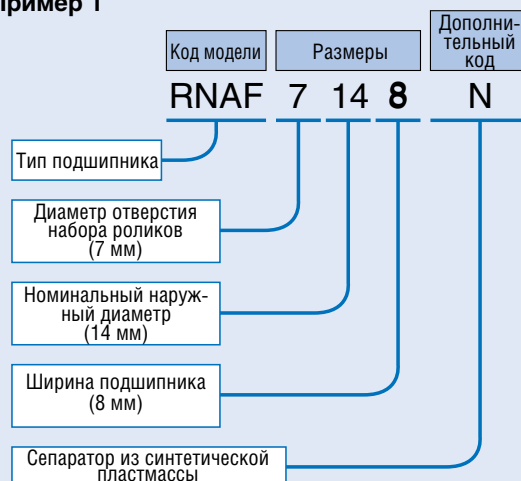 Пример 1
Дополни-
тельный
код
Код модели
Размеры
RNAF 7 14 8 N
Тип подшипника
Диаметр отверстия
набора роликов
(7 мм)
Номинальный наруж-
ный диаметр
(14 мм)
Ширина подшипника
(8 мм)
Сепаратор из синтетической
пластмассы